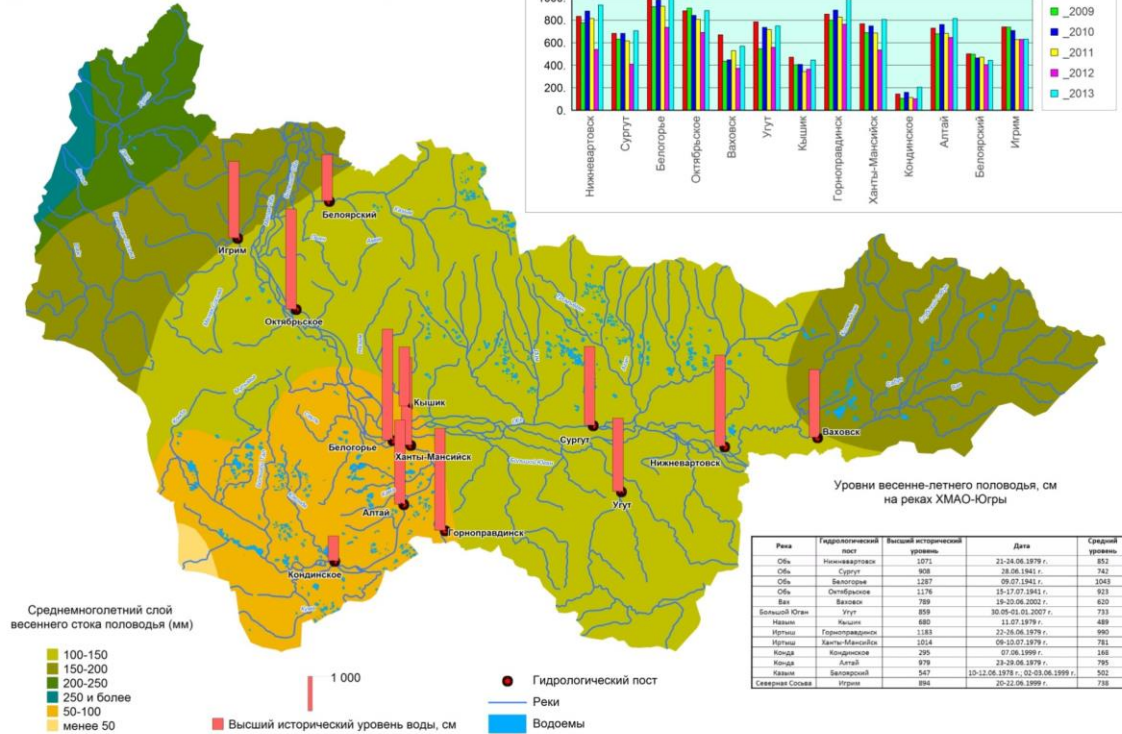 1000.
800.
600.
400.
200.
0.
_2009
_2010
_2011
_2012
_2013
Нижневартовск
Сургут
Белогорье
Октябрьское
Ваховск
Угут
Кышик
Горноправдинск
Ханты-Мансийск
Кондинское
Алтай
Белоярский
Игрим
Белоярский
Игрим
Октябрьское
Кышик
Белогорье
Ханты-Мансийск
Сургут
Нижневартовск
Ваховск
Угут
Алтай
Горноправдинск
Кондинское
Уровни весенне-летнего половодья, см
на реках ХМАО-Югры
Река Гидрологический пост Высший исторический уровень Дата Средний уровень
Обь Нижневартовск 1071 21-24.06.1979 г. 852
Обь Сургут 908 28.06.1941 г. 742
Обь Белогорье 1287 09.07.1941 г. 1043
Обь Октябрьское 1176 15-17.07.1941 г. 923
Вах Ваховск 789 19-20.06.2002 г. 620
Большой Юган Угут 859 30.05-01.01.2007 г. 733
Назым Кышик 680 11.07.1979 г. 489
Иртыш Горноправдинск 1183 22-26.06.1979 г. 990
Иртыш Ханты-Мансийск 1014 09-10.07.1979 г. 781
Конда Кондинское 295 07.06.1999 г. 168
Конда Алтай 979 23-29.06.1979 г. 795
Казым Белоярский 547 10-12.06.1978 г.; 02-03.06.1999 г. 502
Северная Сосьва Игрим 894 20-22.06.1999 г. 738
Среднемноголетний слой
весеннего стока половодья (мм)
100-150
150-200
200-250
250 и более
50-100
менее 50
1 000
Высший исторический уровень воды, см
Гидрологический пост
Реки
Водоемы